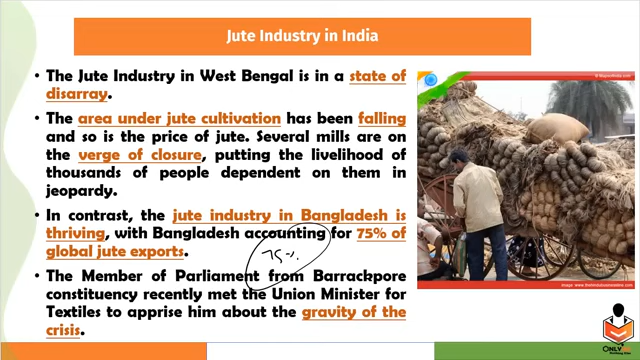 Jute Industry in India
• The Jute Industry in West Bengal is in a state of
disarray.
• The area under jute cultivation has been falling
and so is the price of jute. Several mills are on
the verge of closure, putting the livelihood of
thousands of people dependent on them in
jeopardy.
• In contrast, the jute industry in Bangladesh is
thriving, with Bangladesh accounting for 75% of
global jute exports.
75%
• The Member of Parliament from Barrackpore
constituency recently met the Union Minister for
Textiles to apprise him about the gravity of the
crisis.
ONLY